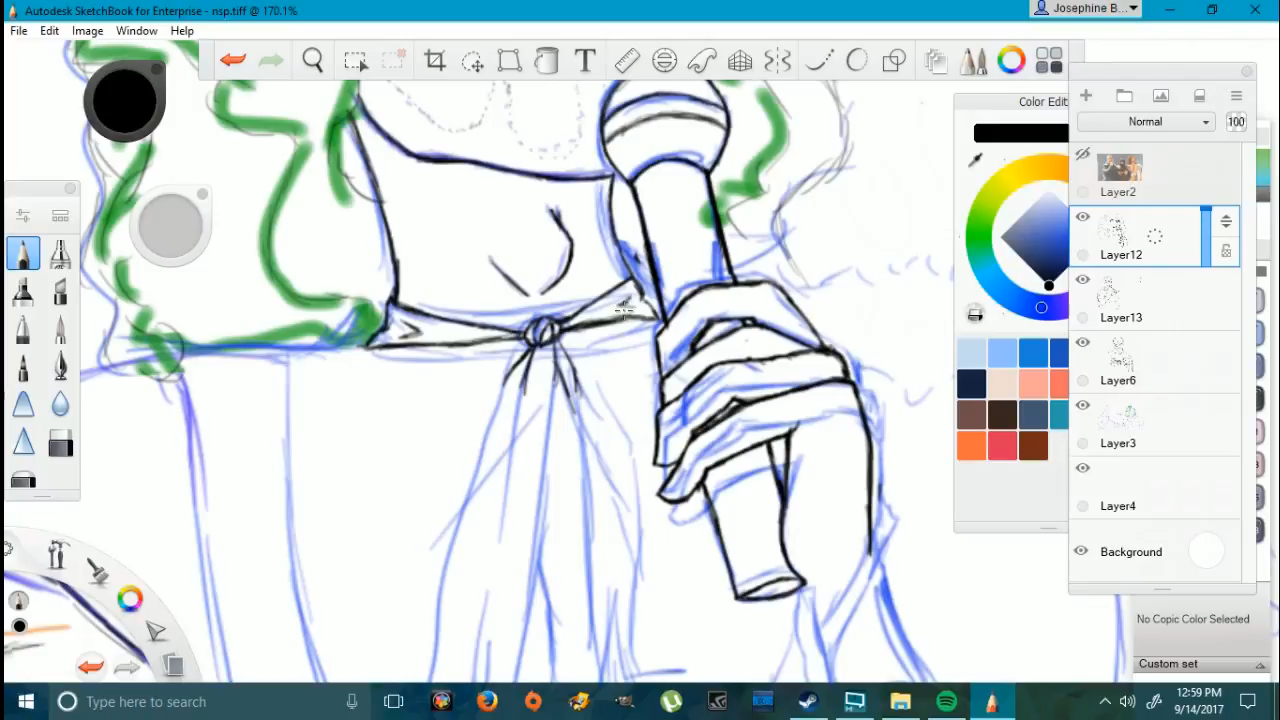 Autodesk SketchBook for Enterprise - nsp.tiff @ 170.1%
Josephine B...
File Edit Image Window Help
T
Color Edit
Normal
100
Layer2
Layer12
Layer13
Layer6
Layer3
Layer4
Background
No Copic Color Selected
Custom set
Type here to search
12:59 PM
9/14/2017